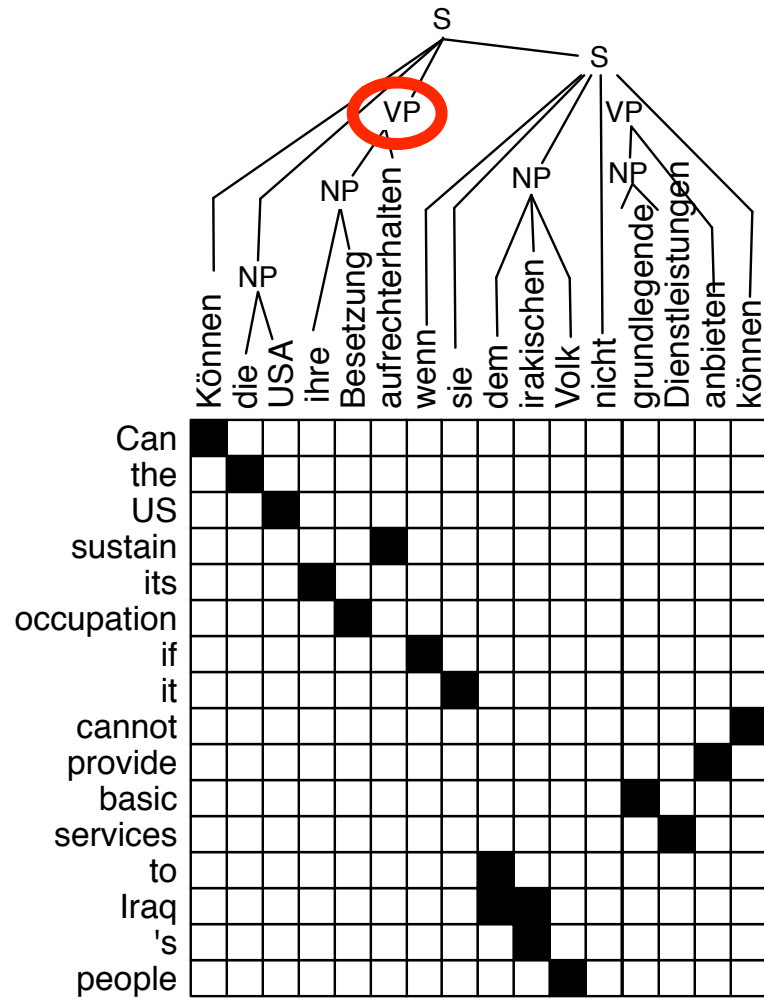 S
S
VP
VP
NP
NP
NP
NP
Können
die
USA
ihre
Besetzung
aufrechterhalten
wenn
sie
dem
irakischen
Volk
nicht
grundlegende
Dienstleistungen
anbieten
können
Can
the
US
sustain
its
occupation
if
it
cannot
provide
basic
services
to
Iraq
's
people